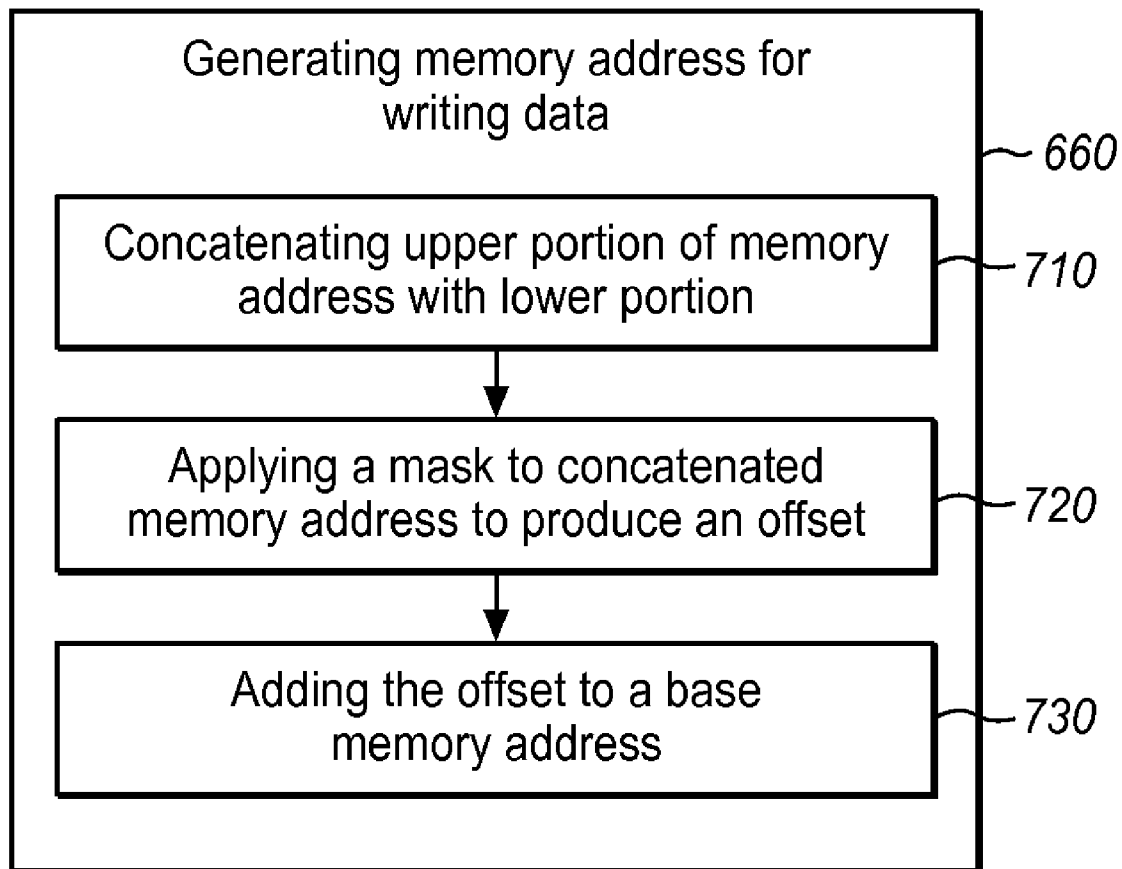 Generating memory address for
writing data
660
Concatenating upper portion of memory
address with lower portion
710
Applying a mask to concatenated
memory address to produce an offset
720
Adding the offset to a base
memory address
730